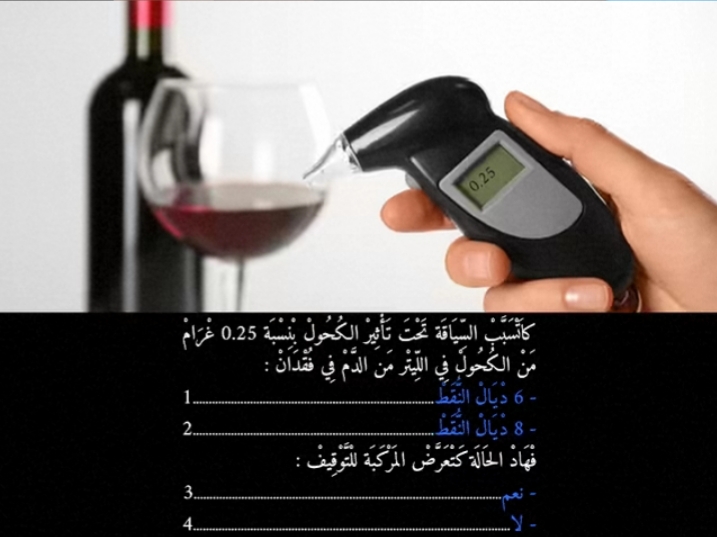 0.25
كَاتْسَبَّبْ السِّيَاقَة تَحْتَ تَأْثِيرْ الكُحُولْ بْنِسْبَة 0.25 غْرَامْ
مَنْ الكُحُولْ فِي اللِّيتْر مَن الدَّمْ فِي فُقْدَانْ :
- 6 دْيَالْ النُّقَطْ........................1
- 8 دْيَالْ النُّقَطْ........................2
فْهَادْ الحَالَة كَتْعَرَّضْ المَرْكَبَة لْلتَّوْقِيفْ :
- نعم........................3
- لا........................4